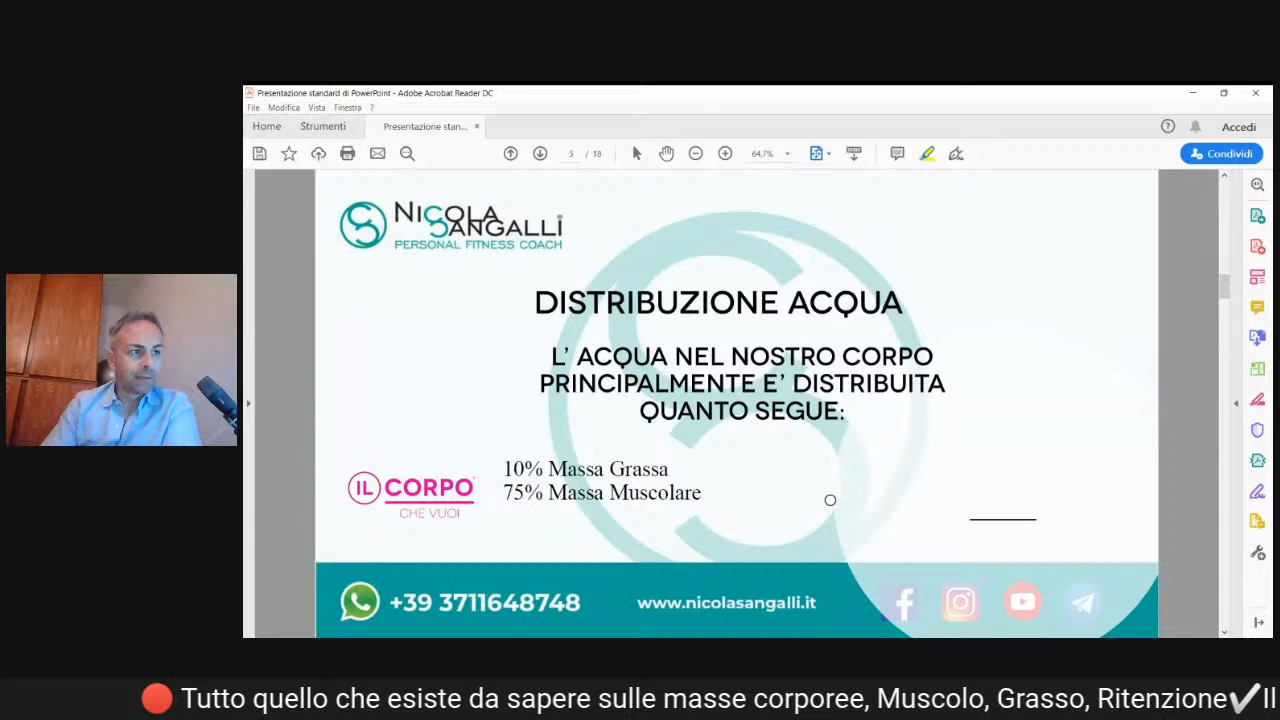 Presentazione standard di PowerPoint - Adobe Acrobat Reader DC
File Modifica Vista Finestra ?
Home Strumenti Presentazione stan... × Accedi
5 / 18 64,7% Condividi
NICOLA
SANGALLI
PERSONAL FITNESS COACH
DISTRIBUZIONE ACQUA
L' ACQUA NEL NOSTRO CORPO
PRINCIPALMENTE E' DISTRIBUITA
QUANTO SEGUE:
10% Massa Grassa
75% Massa Muscolare
IL CORPO
CHE VUOI
+39 3711648748 www.nicolasangalli.it
🔴 Tutto quello che esiste da sapere sulle masse corporee, Muscolo, Grasso, Ritenzione✔Il